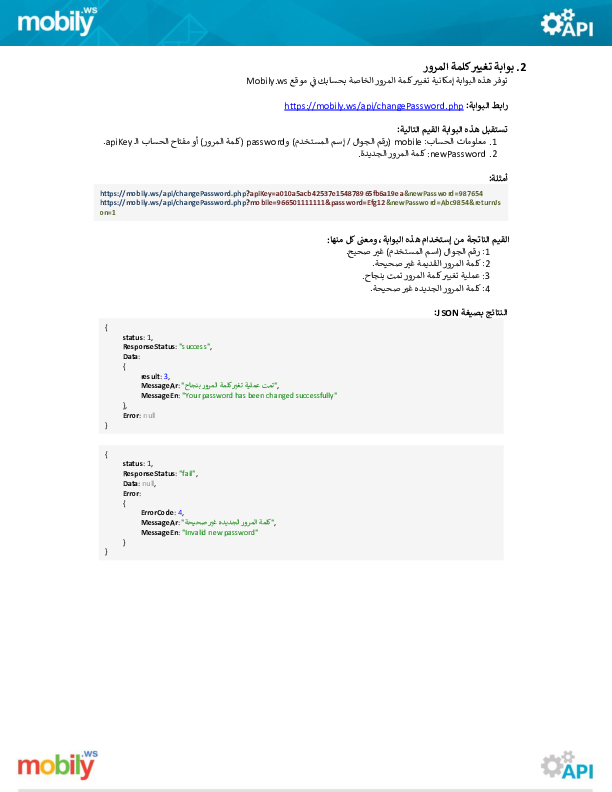 mobily.ws
API
2. بوابة تغيير كلمة المرور
توفر هذه البوابة إمكانية تغيير كلمة المرور الخاصة بحسابك في موقع Mobily.ws
رابط البوابة: https://mobily.ws/api/changePassword.php
تستقبل هذه البوابة القيم التالية:
1. معلومات الحساب: mobile (رقم الجوال / إسم المستخدم) وpassword (كلمة المرور) أو مفتاح الحساب الـ apiKey.
2. newPassword: كلمة المرور الجديدة.
أمثلة:
https://mobily.ws/api/changePassword.php?apiKey=a010a5acb42537e154878965fb6a19ea&newPassword=987654
https://mobily.ws/api/changePassword.php?mobile=966501111111&password=Efg12&newPassword=Abc9854&returnJs
on=1
القيم الناتجة من إستخدام هذه البوابة، ومعنى كل منها:
1: رقم الجوال (اسم المستخدم) غير صحيح.
2: كلمة المرور القديمة غير صحيحة.
3: عملية تغيير كلمة المرور تمت بنجاح.
4: كلمة المرور الجديده غير صحيحة.
النتائج بصيغة JSON:
{
status: 1,
ResponseStatus: "success",
Data:
{
result: 3,
MessageAr: "تمت عملية تغير كلمة المرور بنجاح",
MessageEn: "Your password has been changed successfully"
},
Error: null
}
{
status: 1,
ResponseStatus: "fail",
Data: null,
Error:
{
ErrorCode: 4,
MessageAr: "كلمة المرور الجديده غير صحيحة",
MessageEn: "Invalid new password"
}
}
mobily.ws
API